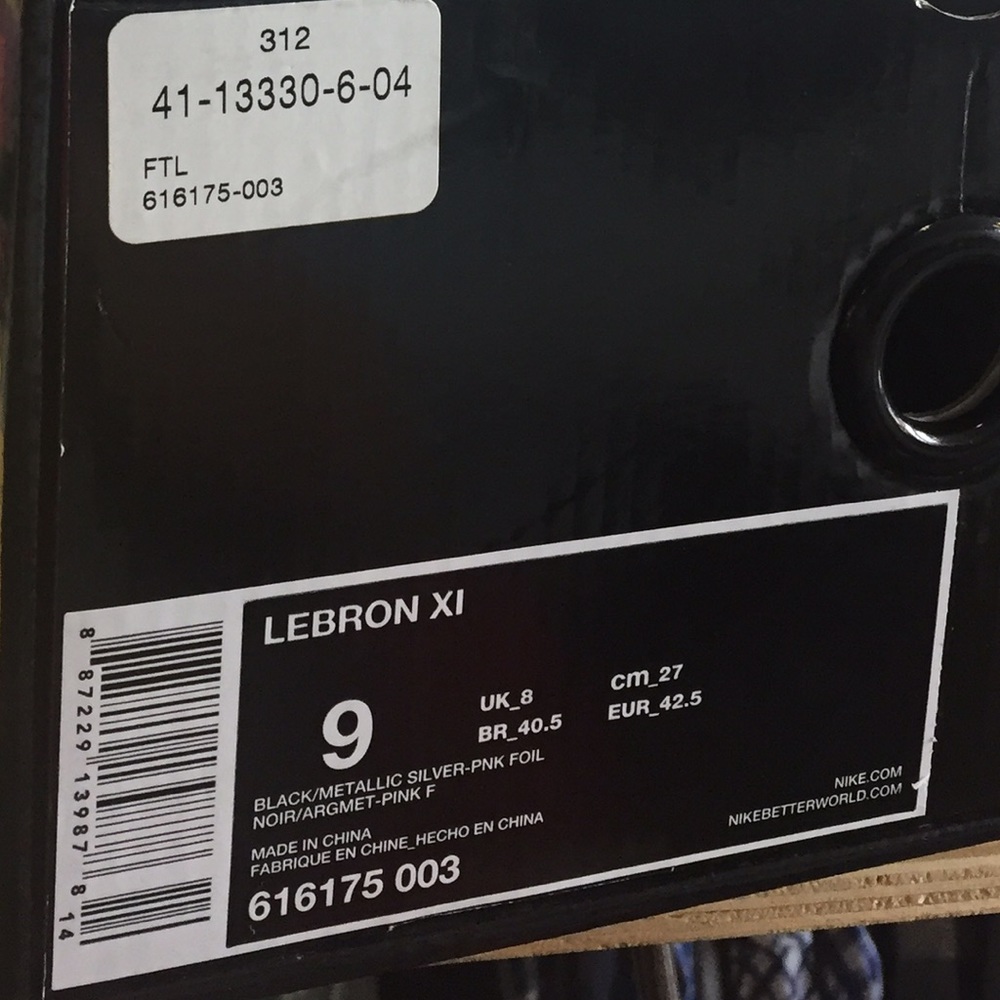 312
41-13330-6-04
FTL
616175-003
LEBRON XI
9
UK_8
cm_27
BR_40.5
EUR_42.5
BLACK/METALLIC SILVER-PNK FOIL
NOIR/ARGMET-PINK F
MADE IN CHINA
FABRIQUE EN CHINE_HECHO EN CHINA
616175 003
NIKE.COM
NIKEBETTERWORLD.COM
8 87229 13987 8 14